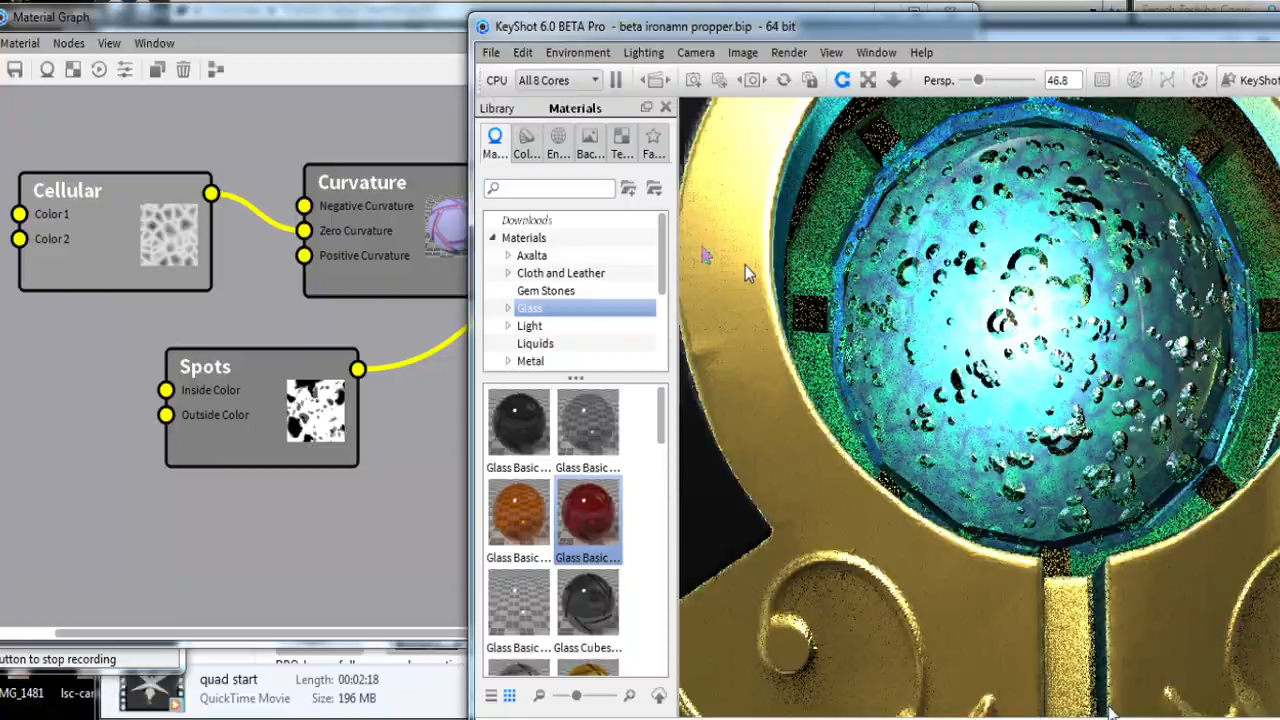 Material Graph
Material Nodes View Window
Cellular
Color 1
Color 2
Curvature
Negative Curvature
Zero Curvature
Positive Curvature
Spots
Inside Color
Outside Color
KeyShot 6.0 BETA Pro - beta ironamn propper.bip - 64 bit
File Edit Environment Lighting Camera Image Render View Window Help
CPU All 8 Cores Persp. 46.8 KeyShot
Library Materials
Ma... Col... En... Bac... Te... Fa...
Downloads
Materials
Axalta
Cloth and Leather
Gem Stones
Glass
Light
Liquids
Metal
Glass Basic ... Glass Basic ...
Glass Basic ... Glass Basic ...
Glass Basic ... Glass Cubes...
utton to stop recording
MG_1481 lsc-car
quad start Length: 00:02:18
QuickTime Movie Size: 196 MB